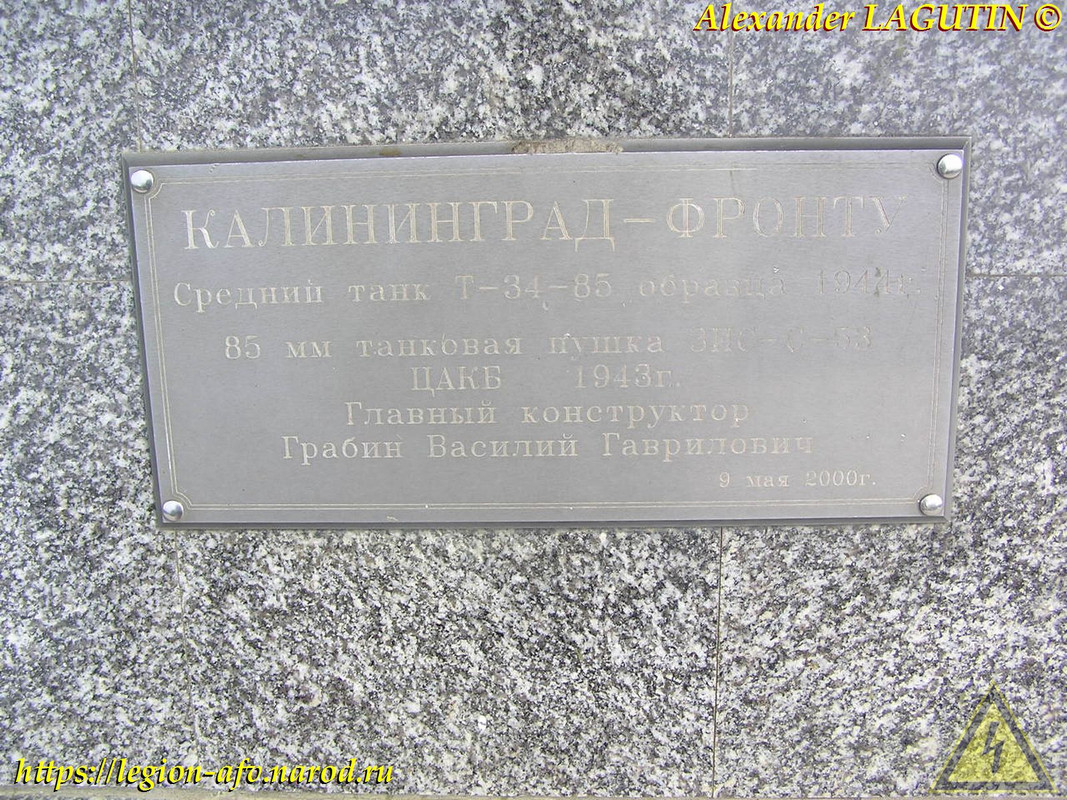 Alexander LAGUTIN ©
КАЛИНИНГРАД-ФРОНТУ
Средний танк Т-34-85 образца 1944г.
85 мм танковая пушка ЗИС-С-53
ЦАКБ 1943г.
Главный конструктор
Грабин Василий Гаврилович
9 мая 2000г.
https://legion-afv.narod.ru